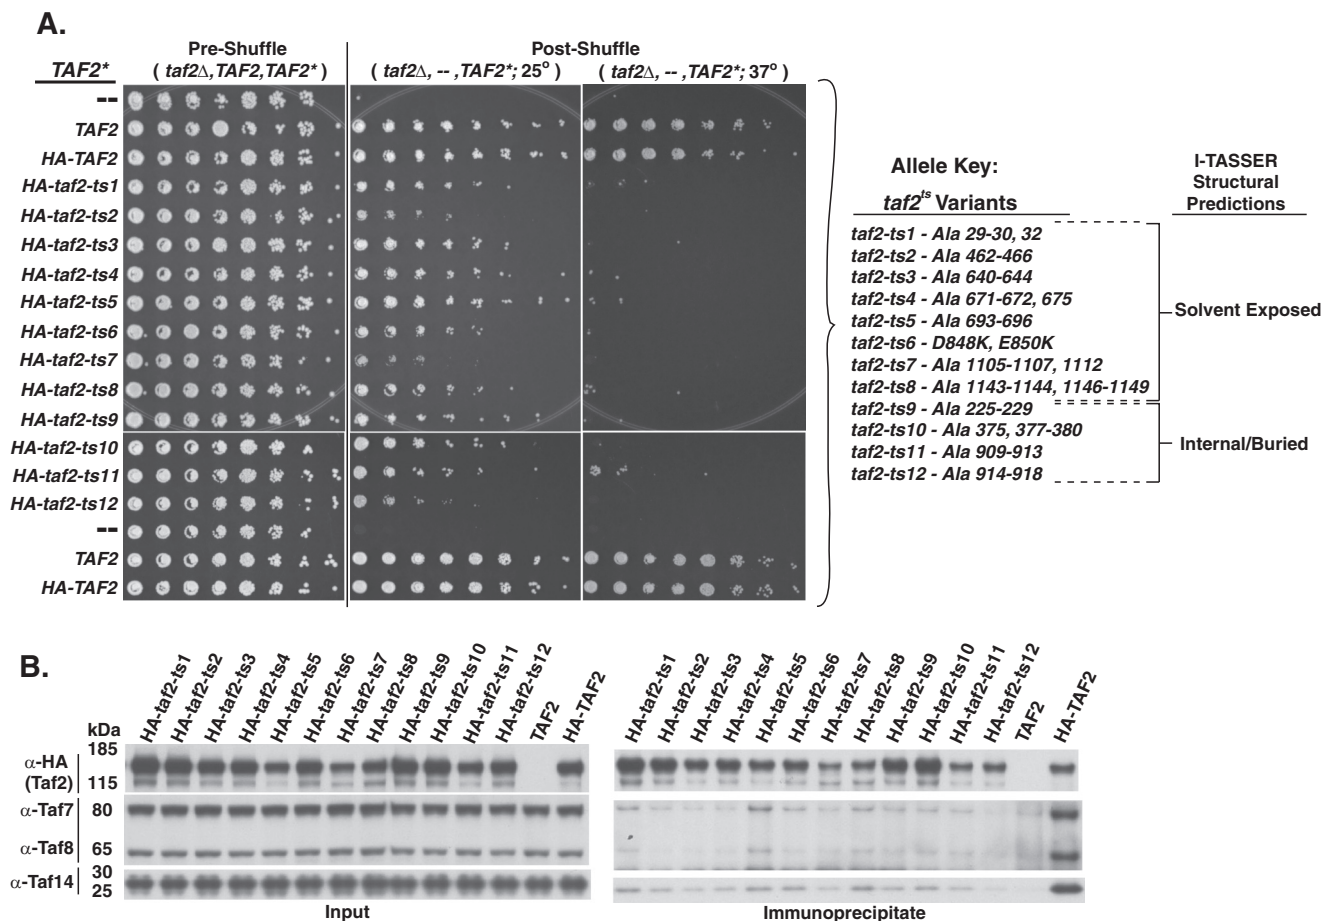 A.
Pre-Shuffle
Post-Shuffle
TAF2*
( taf2Δ,TAF2,TAF2* )
( taf2Δ, -- ,TAF2*; 25° )
( taf2Δ, -- ,TAF2*; 37° )
--
TAF2
HA-TAF2
HA-taf2-ts1
HA-taf2-ts2
HA-taf2-ts3
HA-taf2-ts4
HA-taf2-ts5
HA-taf2-ts6
HA-taf2-ts7
HA-taf2-ts8
HA-taf2-ts9
HA-taf2-ts10
HA-taf2-ts11
HA-taf2-ts12
--
TAF2
HA-TAF2
Allele Key:
taf2ts Variants
I-TASSER
Structural
Predictions
taf2-ts1 - Ala 29-30, 32
taf2-ts2 - Ala 462-466
taf2-ts3 - Ala 640-644
taf2-ts4 - Ala 671-672, 675
taf2-ts5 - Ala 693-696
taf2-ts6 - D848K, E850K
taf2-ts7 - Ala 1105-1107, 1112
taf2-ts8 - Ala 1143-1144, 1146-1149
taf2-ts9 - Ala 225-229
taf2-ts10 - Ala 375, 377-380
taf2-ts11 - Ala 909-913
taf2-ts12 - Ala 914-918
Solvent Exposed
Internal/Buried
B.
HA-taf2-ts1
HA-taf2-ts2
HA-taf2-ts3
HA-taf2-ts4
HA-taf2-ts5
HA-taf2-ts6
HA-taf2-ts7
HA-taf2-ts8
HA-taf2-ts9
HA-taf2-ts10
HA-taf2-ts11
HA-taf2-ts12
TAF2
HA-TAF2
HA-taf2-ts1
HA-taf2-ts2
HA-taf2-ts3
HA-taf2-ts4
HA-taf2-ts5
HA-taf2-ts6
HA-taf2-ts7
HA-taf2-ts8
HA-taf2-ts9
HA-taf2-ts10
HA-taf2-ts11
HA-taf2-ts12
TAF2
HA-TAF2
kDa
185
α-HA
(Taf2)
115
α-Taf7
80
α-Taf8
65
30
α-Taf14
25
Input
Immunoprecipitate